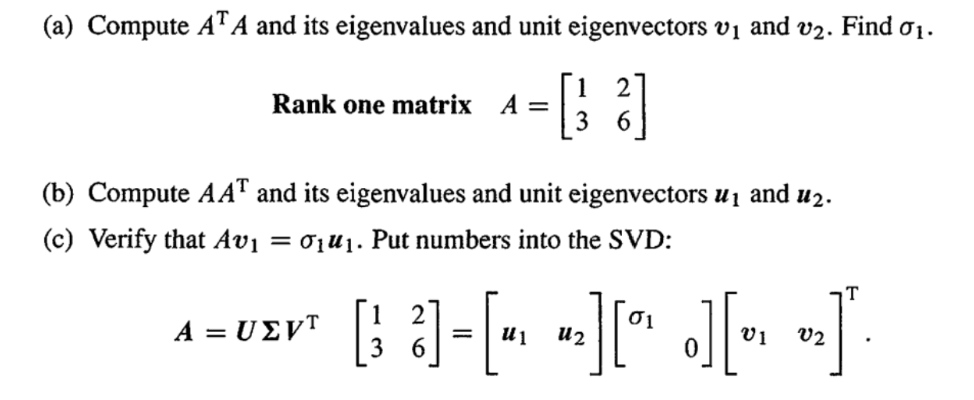 (a) Compute AᵀA and its eigenvalues and unit eigenvectors v₁ and v₂. Find σ₁.
Rank one matrix A = [1 2; 3 6]
(b) Compute AAᵀ and its eigenvalues and unit eigenvectors u₁ and u₂.
(c) Verify that Av₁ = σ₁u₁. Put numbers into the SVD:
A = UΣVᵀ [1 2; 3 6] = [u₁ u₂] [σ₁ 0] [v₁ v₂]ᵀ.